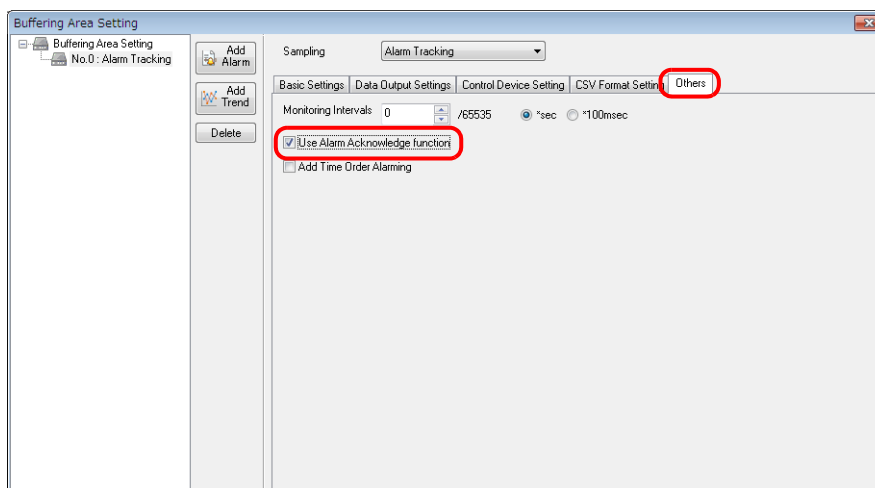 Buffering Area Setting
Buffering Area Setting
No.0 : Alarm Tracking
Add
Alarm
Add
Trend
Delete
Sampling
Alarm Tracking
Basic Settings
Data Output Settings
Control Device Setting
CSV Format Setting
Others
Monitoring Intervals
0
/65535
*sec
*100msec
Use Alarm Acknowledge function
Add Time Order Alarming